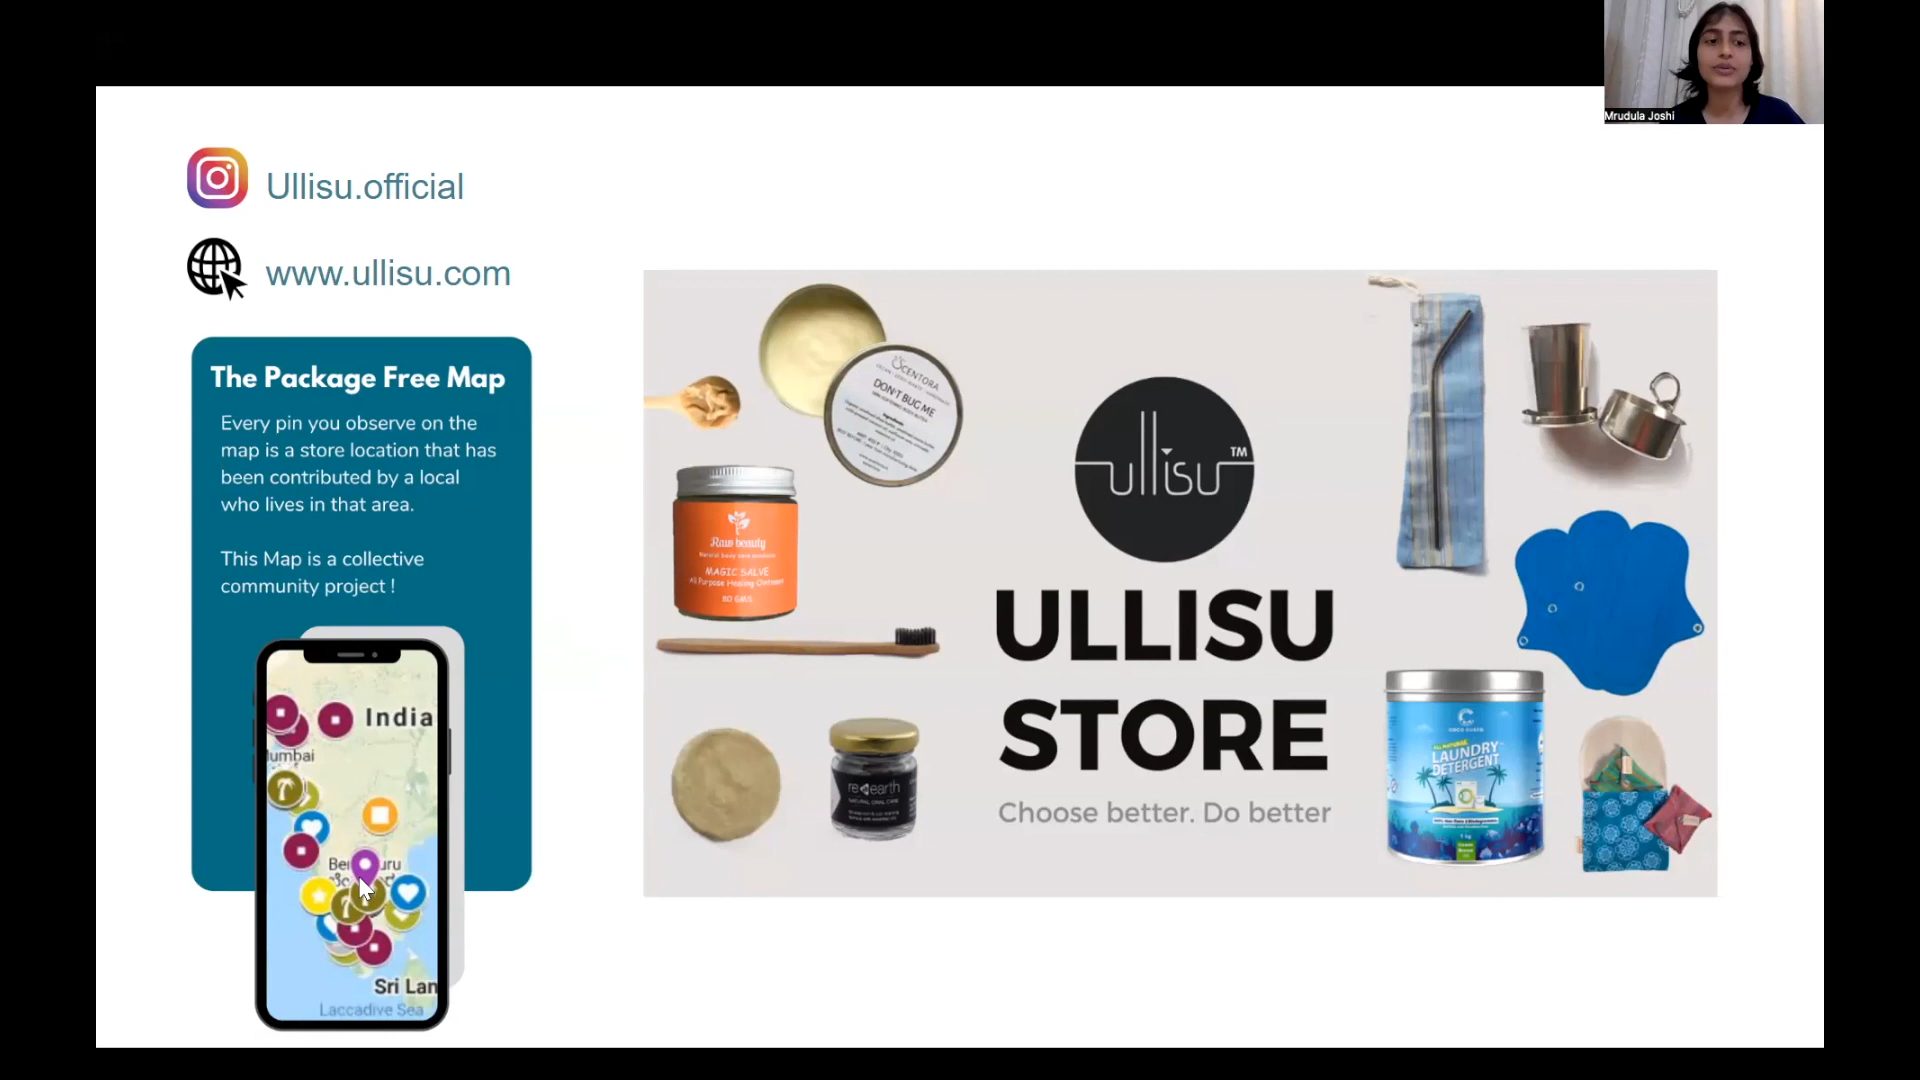 Mrudula Joshi
Ullisu.official
www.ullisu.com
The Package Free Map
Every pin you observe on the
map is a store location that has
been contributed by a local
who lives in that area.
This Map is a collective
community project !
India
umbai
Sri Lan
Laccadive Sea
OCENTORA
DON'T BUG ME
Raw beauty
MAGIC SALVE
All Purpose Healing Ointment
80 GMS
re earth
NATURAL ORAL CARE
ullisu TM
ULLISU
STORE
Choose better. Do better
LAUNDRY
DETERGENT